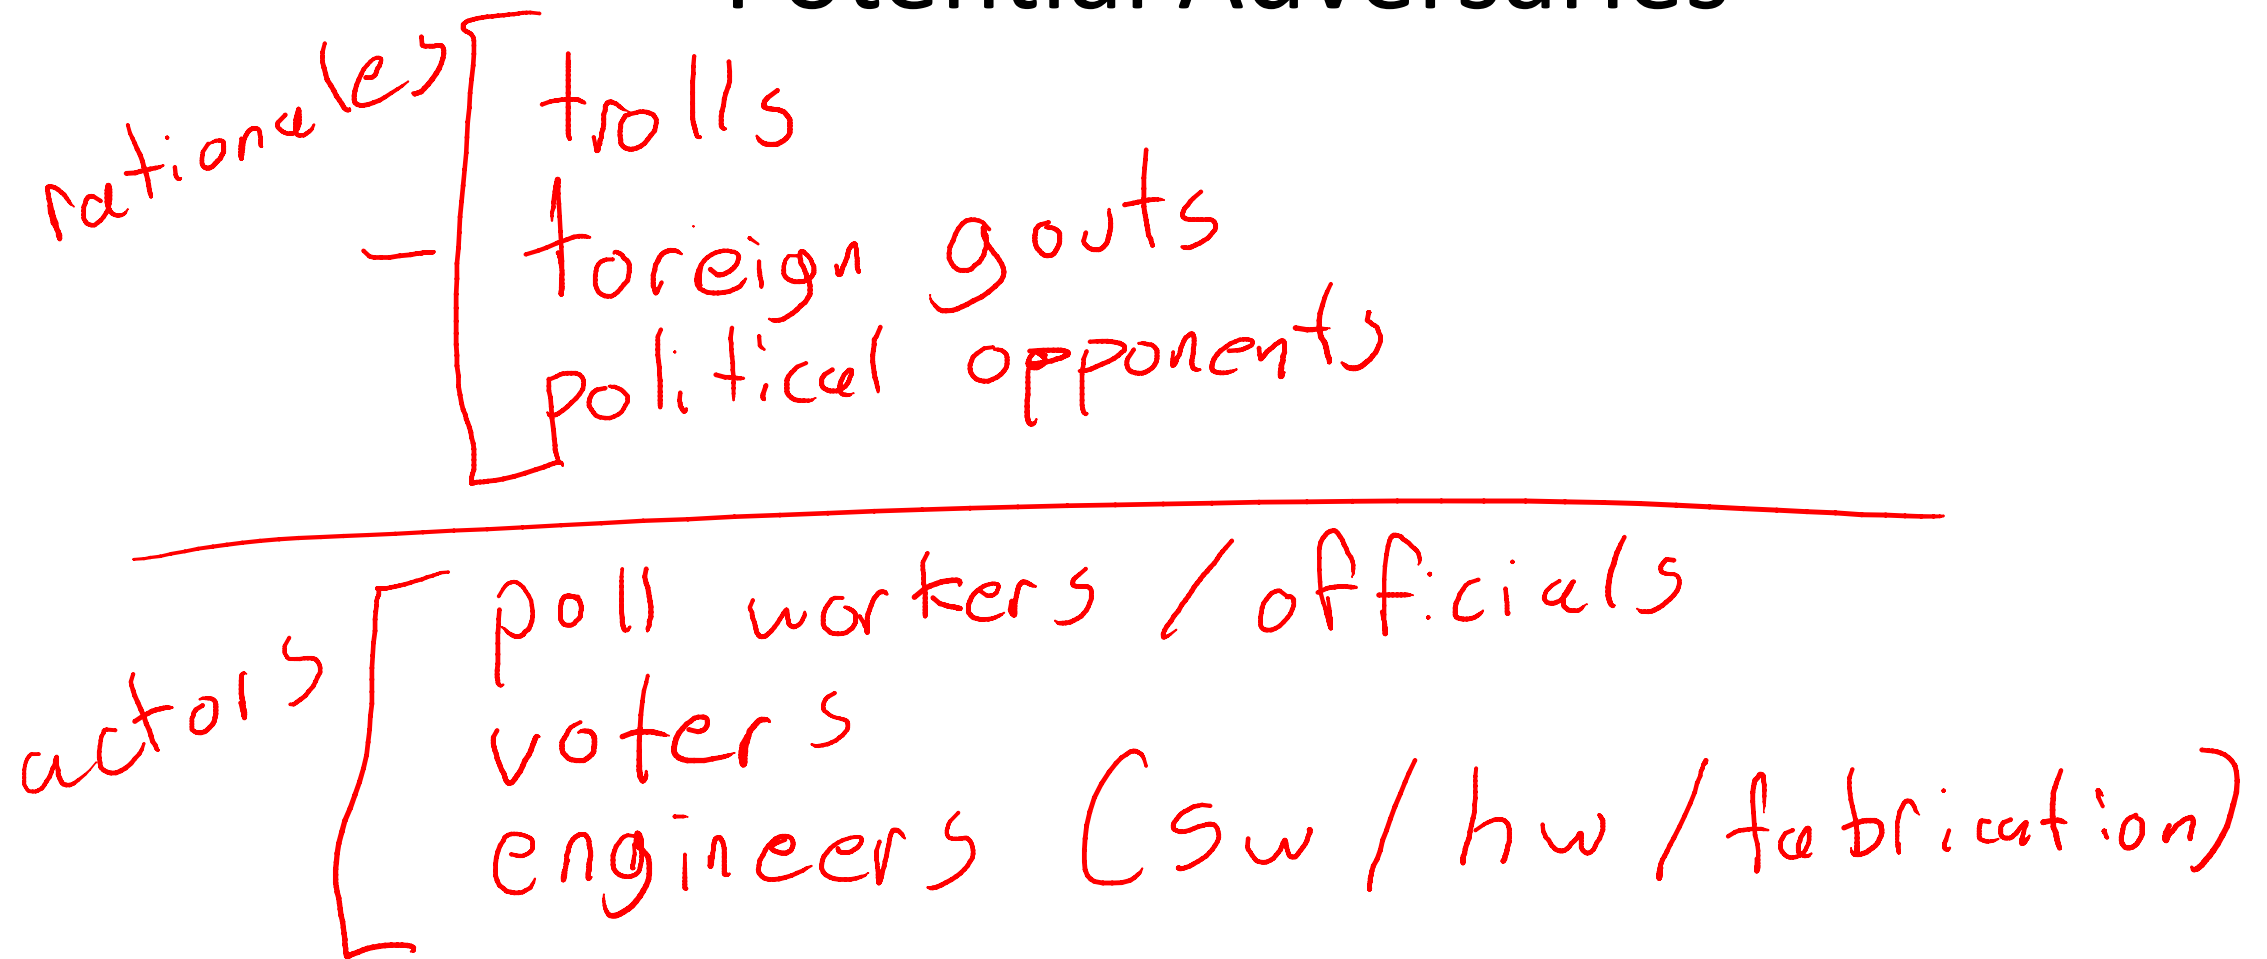 Potential Adversaries
rationales
trolls
foreign govts
political opponents
poll workers / officials
actors
voters
engineers (sw / hw / fabrication)